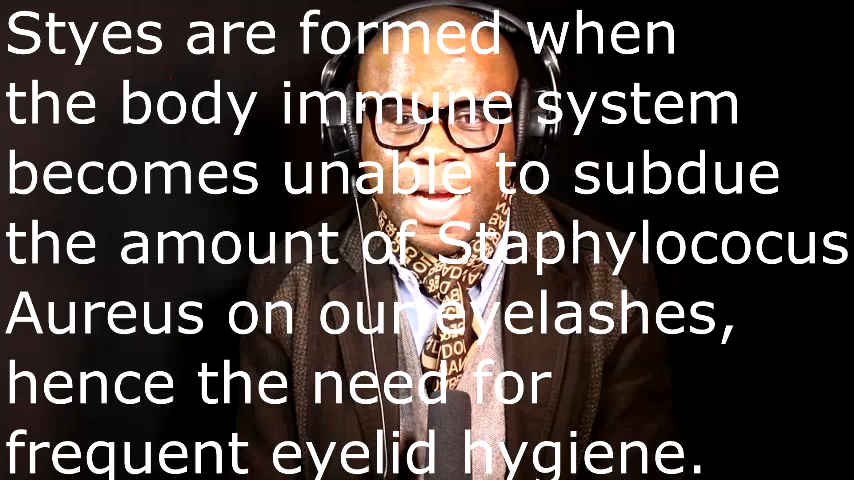 Styes are formed when
the body immune system
becomes unable to subdue
the amount of Staphylococus
Aureus on our eyelashes,
hence the need for
frequent eyelid hygiene.